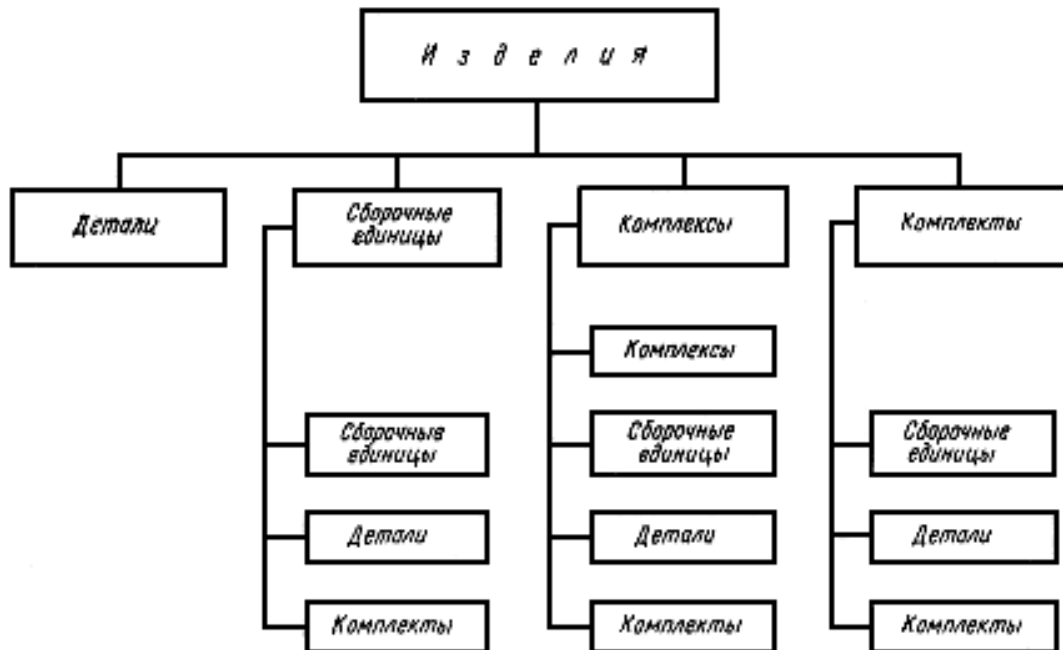 Изделия
Детали
Сборочные
единицы
Комплексы
Комплекты
Комплексы
Сборочные
единицы
Сборочные
единицы
Сборочные
единицы
Детали
Детали
Детали
Комплекты
Комплекты
Комплекты